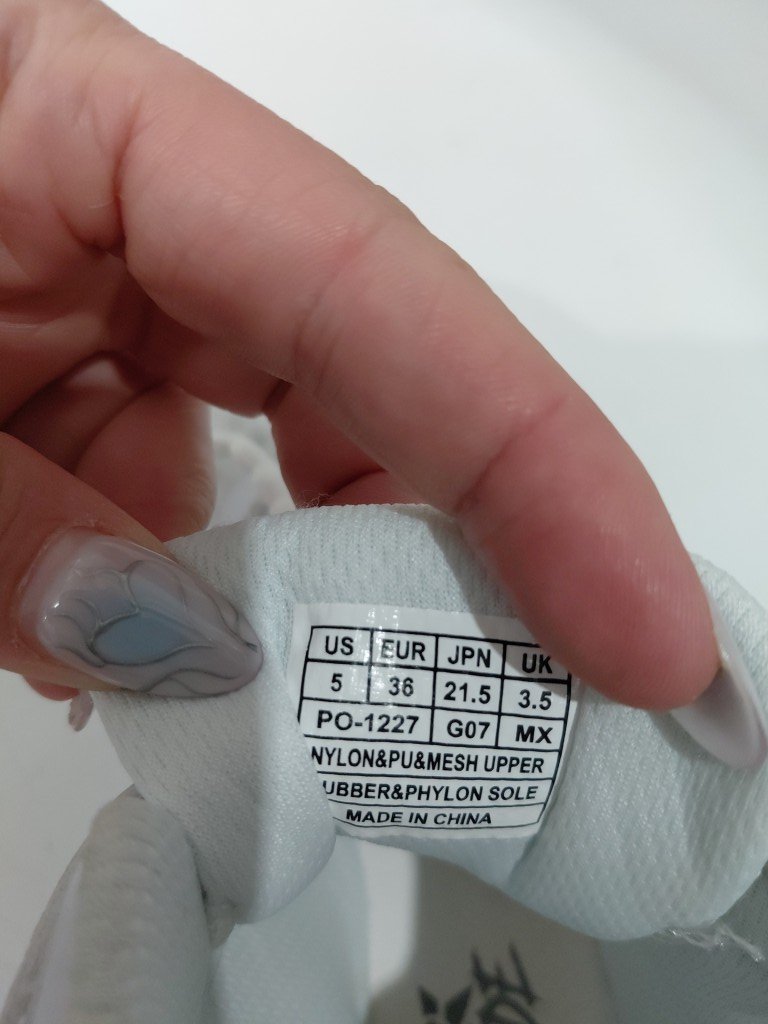 US EUR JPN UK
5 36 21.5 3.5
PO-1227 G07 MX
NYLON&PU&MESH UPPER
UBBER&PHYLON SOLE
MADE IN CHINA